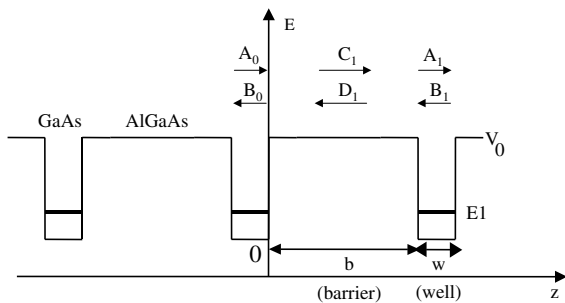 E
A₀ C₁ A₁
B₀ D₁ B₁
GaAs AlGaAs V₀
E1
0
b w
(barrier) (well) z